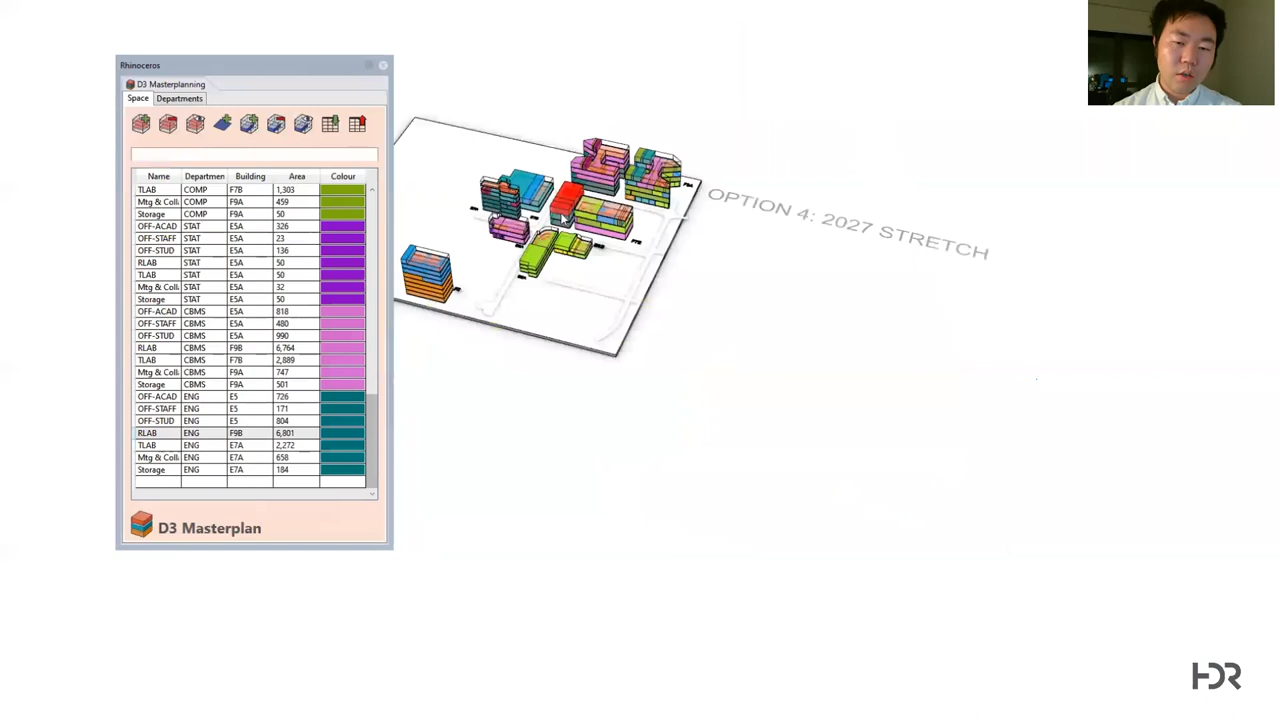 Rhinoceros
D3 Masterplanning
Space Departments
Name Departmen Building Area Colour
TLAB COMP F7B 1,303
Mtg & Coll COMP F9A 459
Storage COMP F9A 50
OFF-ACAD STAT E5A 326
OFF-STAFF STAT E5A 23
OFF-STUD STAT E5A 136
RLAB STAT E5A 50
TLAB STAT E5A 50
Mtg & Coll STAT E5A 32
Storage STAT E5A 50
OFF-ACAD CBMS E5A 818
OFF-STAFF CBMS E5A 480
OFF-STUD CBMS E5A 990
RLAB CBMS F9B 6,764
TLAB CBMS F7B 2,889
Mtg & Coll CBMS F9A 747
Storage CBMS F9A 501
OFF-ACAD ENG E5 726
OFF-STAFF ENG E5 171
OFF-STUD ENG E5 804
RLAB ENG F9B 6,801
TLAB ENG E7A 2,272
Mtg & Coll ENG E7A 658
Storage ENG E7A 184
D3 Masterplan
OPTION 4: 2027 STRETCH
HDR